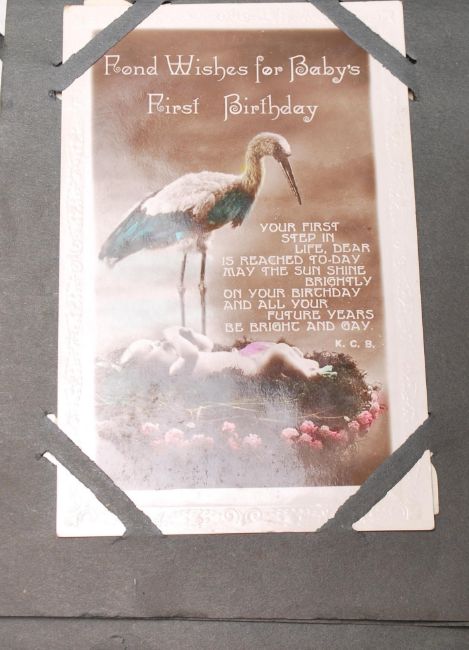 Fond Wishes for Baby's
First Birthday
YOUR FIRST
STEP IN
LIFE, DEAR
IS REACHED TO-DAY
MAY THE SUN SHINE
BRIGHTLY
ON YOUR BIRTHDAY
AND ALL YOUR
FUTURE YEARS
BE BRIGHT AND GAY.
K. C. B.